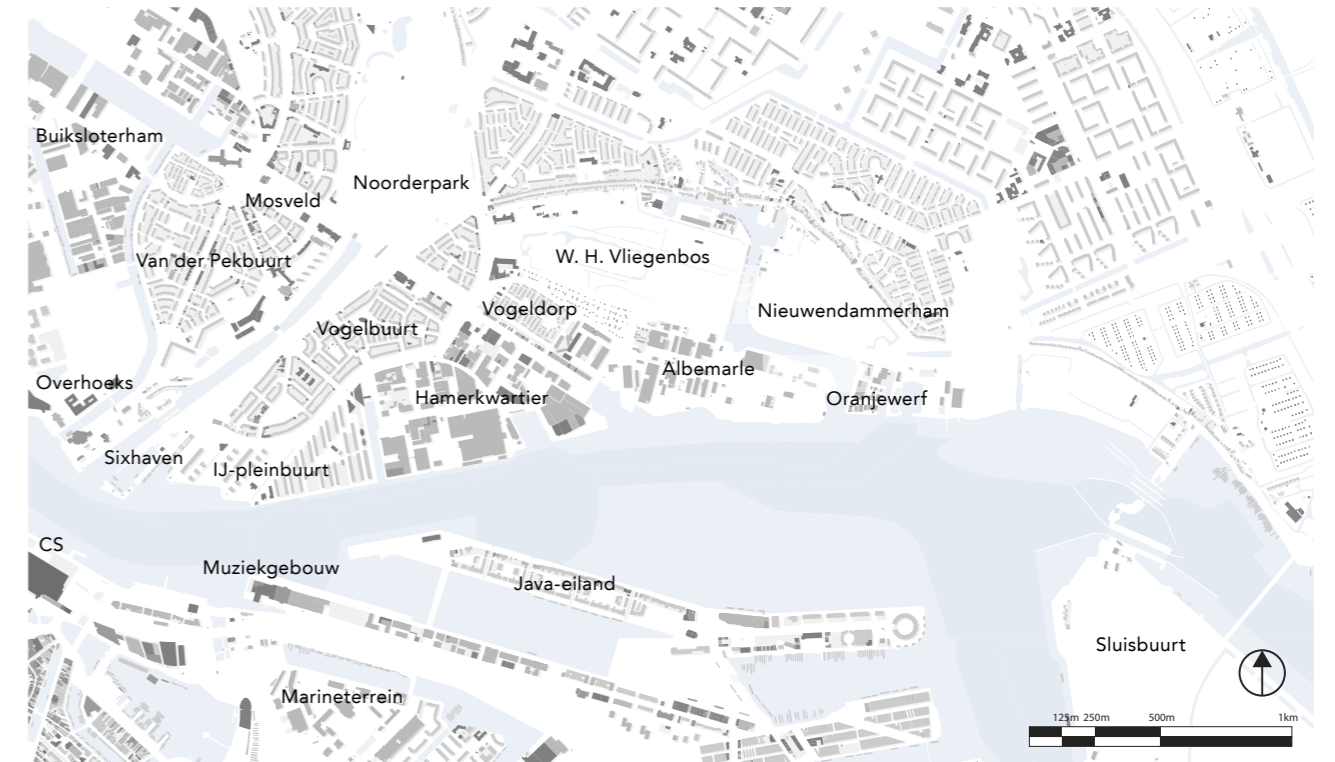 Buiksloterham
Noorderpark
Mosveld
Van der Pekbuurt
W. H. Vliegenbos
Vogeldorp
Nieuwendammerham
Vogelbuurt
Albemarle
Overhoeks
Hamerkwartier
Oranjewerf
Sixhaven
IJ-pleinbuurt
CS
Muziekgebouw
Java-eiland
Sluisbuurt
Marineterrein
125m 250m 500m 1km